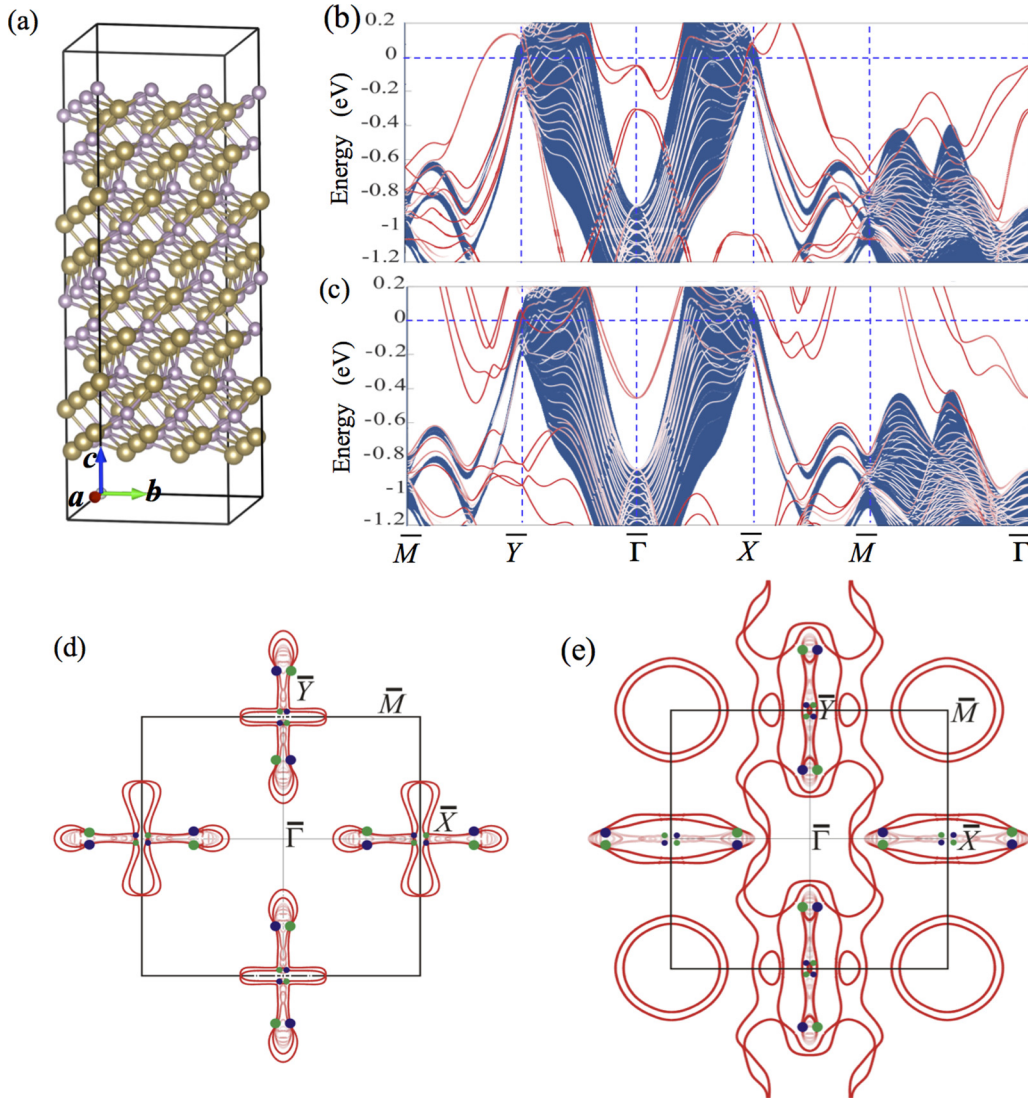 (a)
c
a
b
(b)
Energy (eV)
0.2
0
-0.2
-0.4
-0.6
-0.8
-1
-1.2
(c)
Energy (eV)
0.2
0
-0.2
-0.4
-0.6
-0.8
-1
-1.2
M̅ Y̅ Γ̅ X̅ M̅ Γ̅
(d)
Y̅ M̅
X̅
Γ̅
(e)
Y̅ M̅
X̅
Γ̅